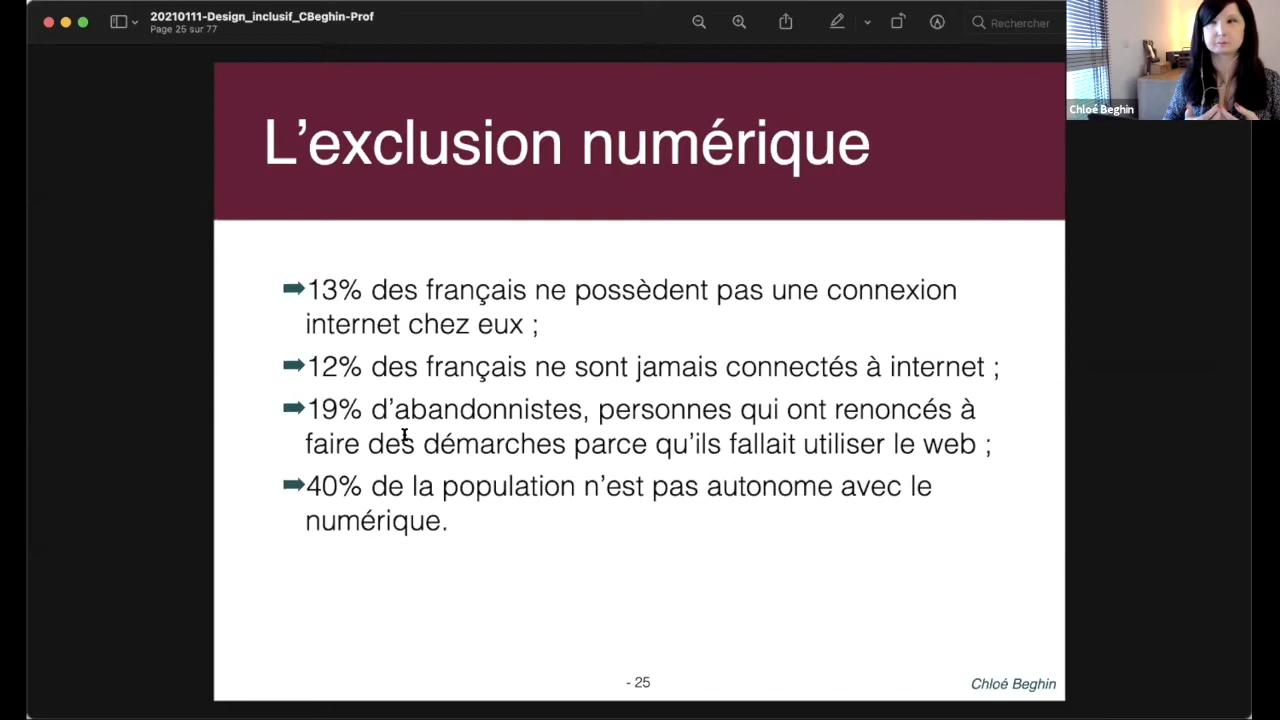 20210111-Design_inclusif_CBeghin-Prof
Page 25 sur 77
Rechercher
Chloé Beghin
L'exclusion numérique
➡13% des français ne possèdent pas une connexion
internet chez eux ;
➡12% des français ne sont jamais connectés à internet ;
➡19% d'abandonnistes, personnes qui ont renoncés à
faire des démarches parce qu'ils fallait utiliser le web ;
➡40% de la population n'est pas autonome avec le
numérique.
- 25
Chloé Beghin